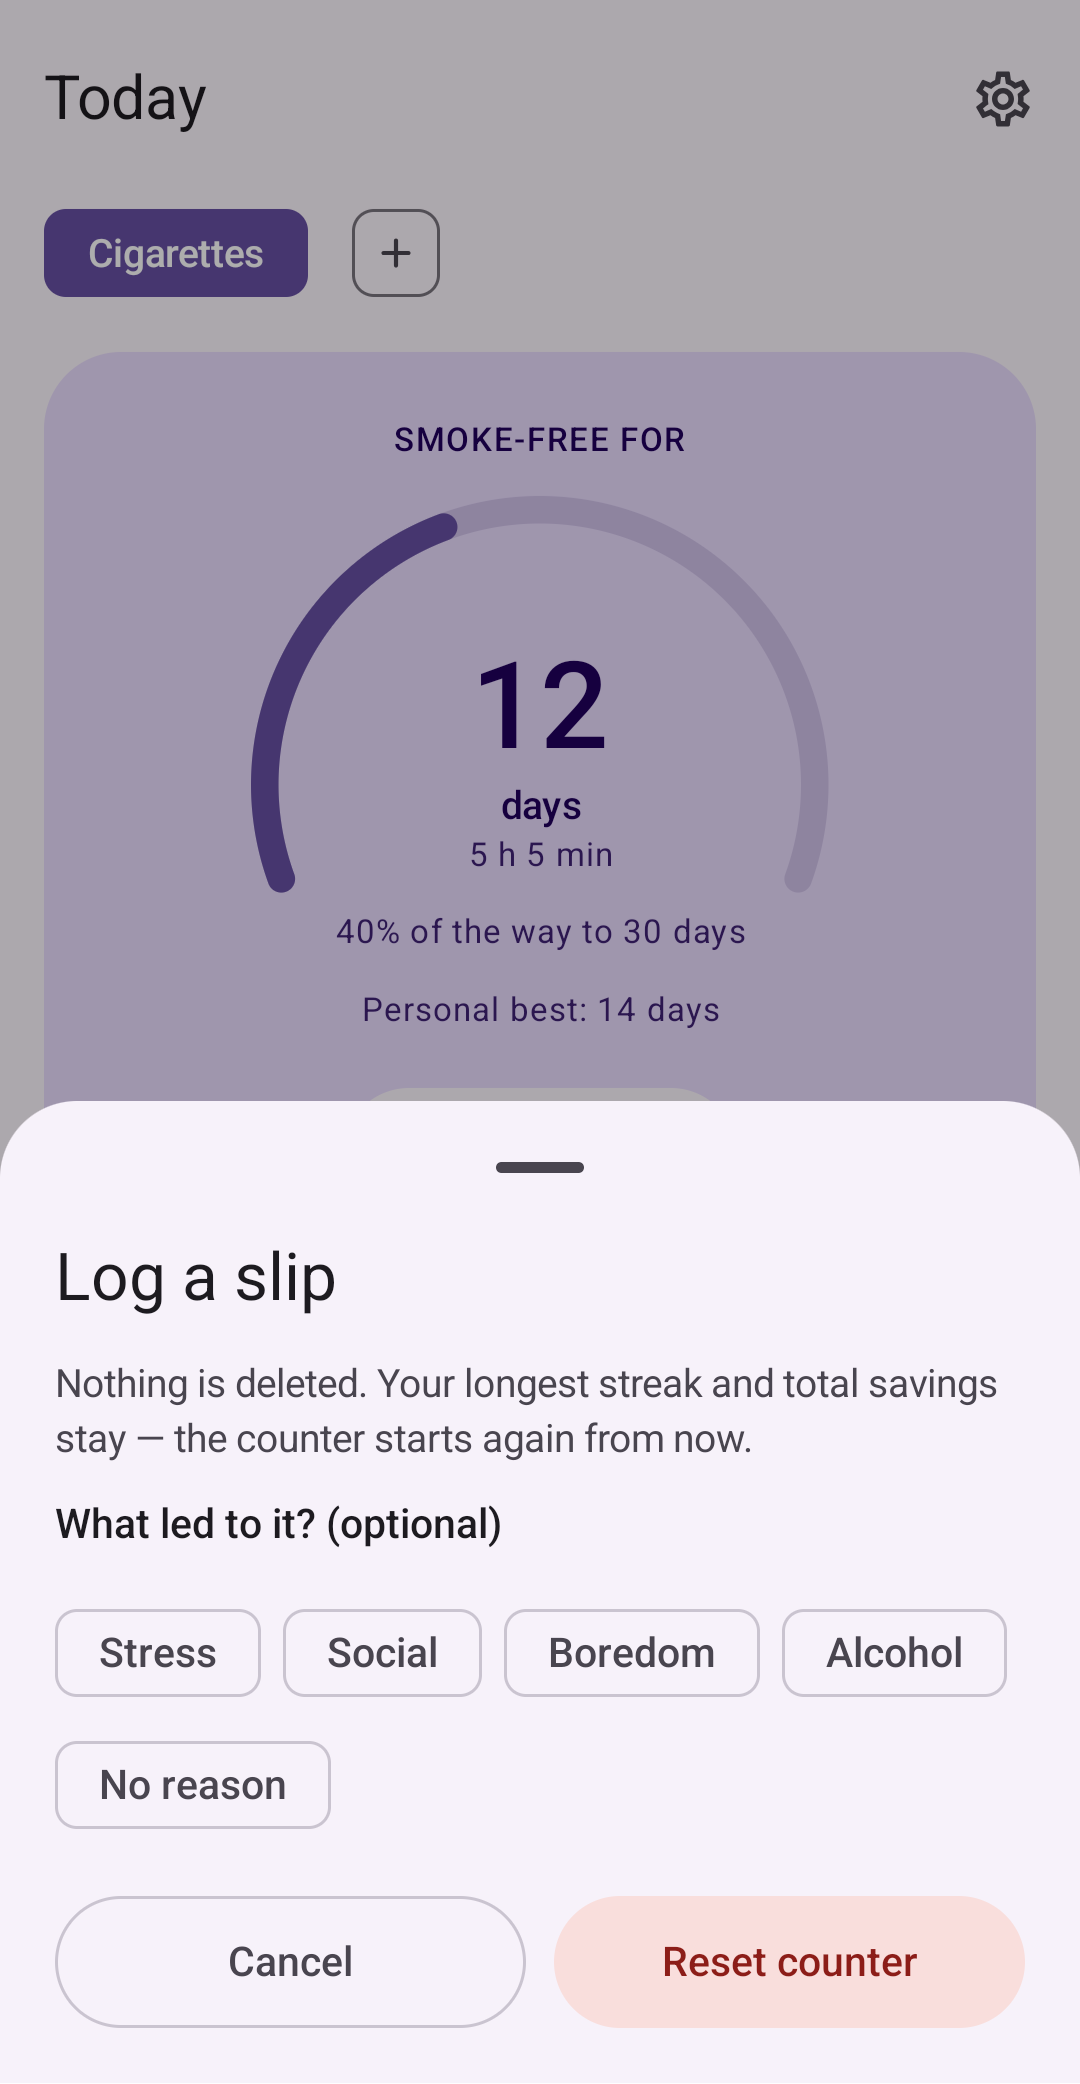 Today
Cigarettes
+
SMOKE-FREE FOR
12
days
5 h 5 min
40% of the way to 30 days
Personal best: 14 days
Log a slip
Nothing is deleted. Your longest streak and total savings
stay — the counter starts again from now.
What led to it? (optional)
Stress Social Boredom Alcohol
No reason
Cancel Reset counter